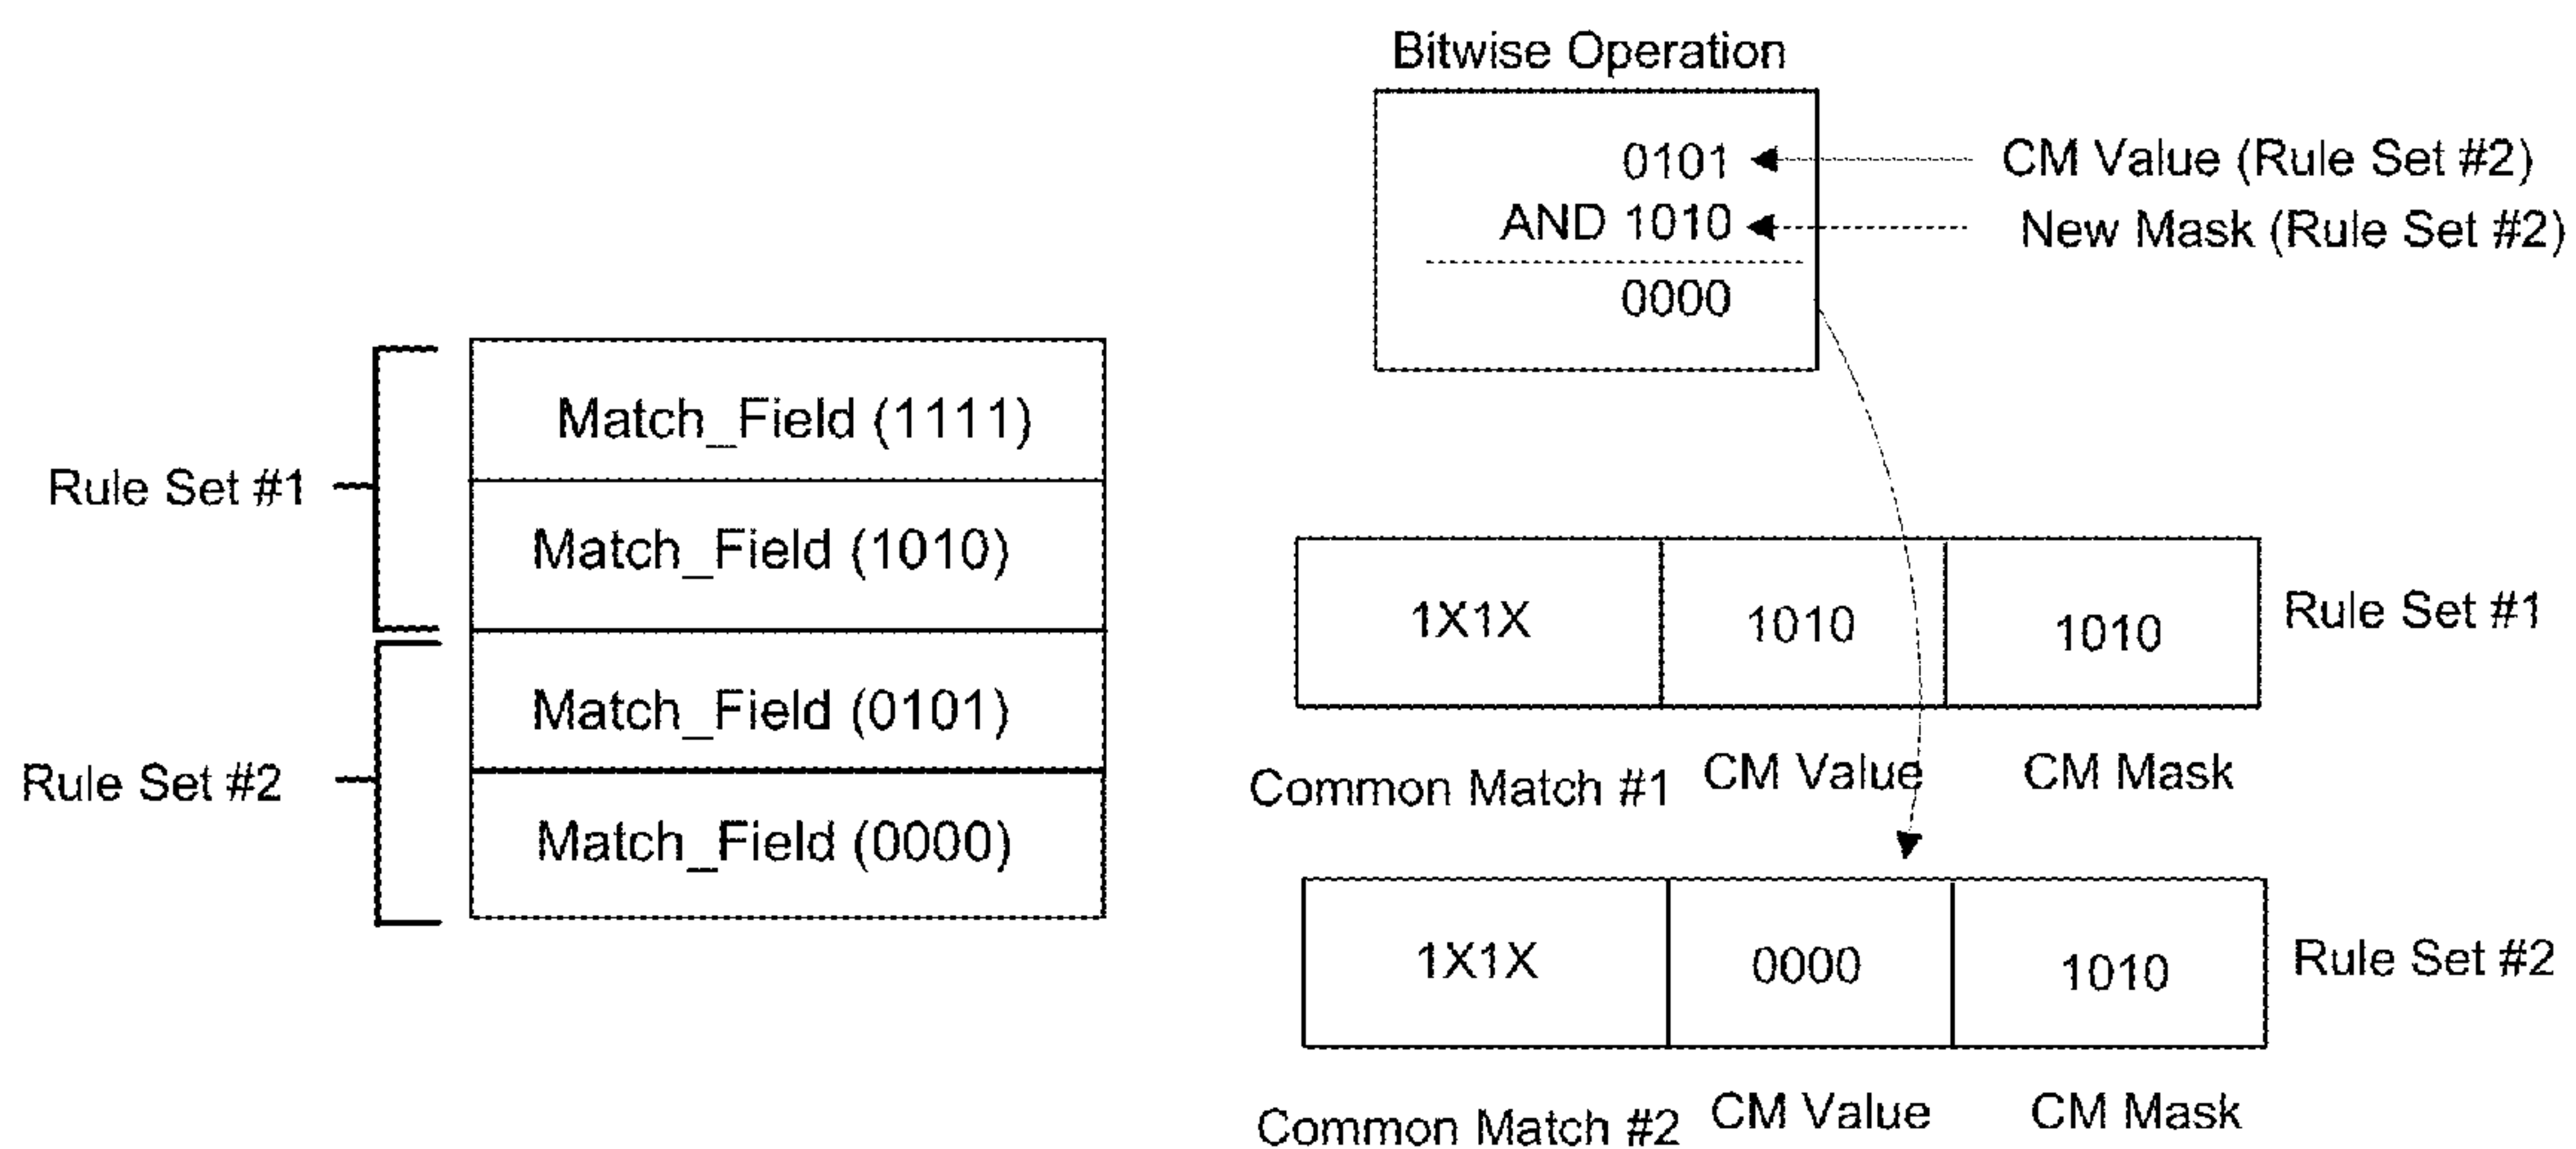 Bitwise Operation
0101
CM Value (Rule Set #2)
AND 1010
New Mask (Rule Set #2)
0000
Rule Set #1
Match_Field (1111)
Match_Field (1010)
Rule Set #2
Match_Field (0101)
Match_Field (0000)
1X1X
1010
1010
Rule Set #1
Common Match #1
CM Value
CM Mask
1X1X
0000
1010
Rule Set #2
Common Match #2
CM Value
CM Mask